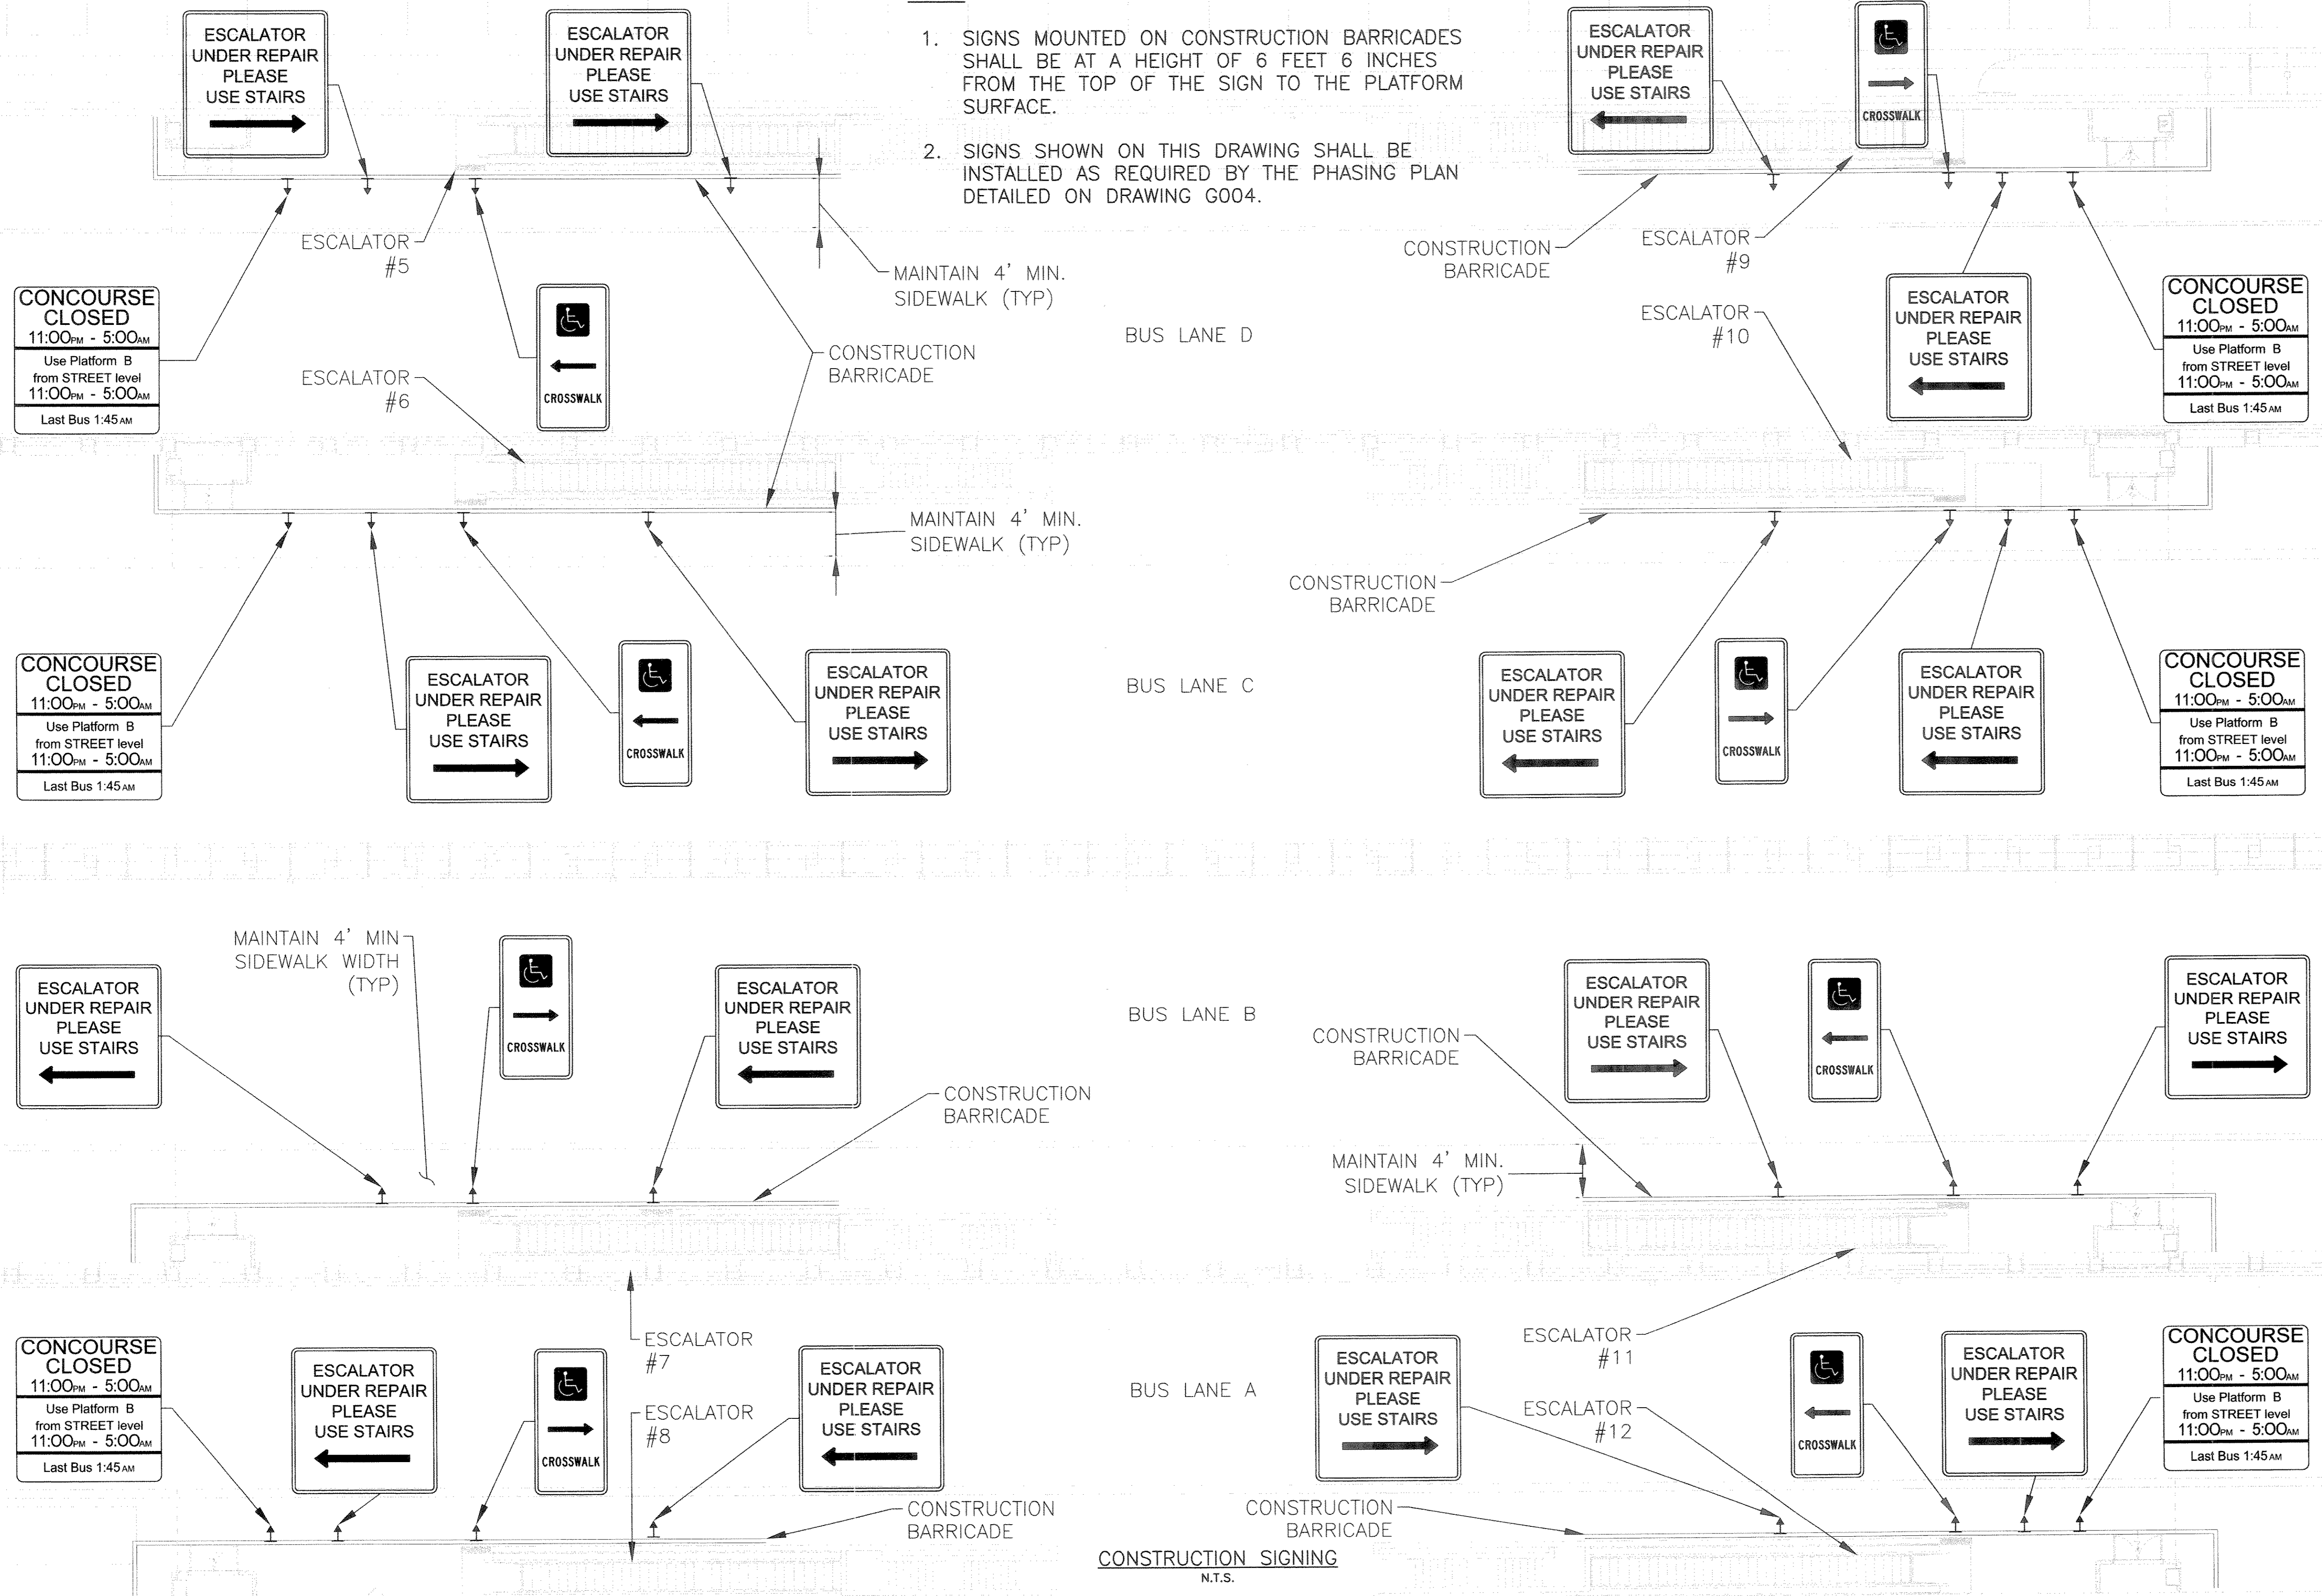 ESCALATOR
UNDER REPAIR
PLEASE
USE STAIRS
ESCALATOR
UNDER REPAIR
PLEASE
USE STAIRS
1. SIGNS MOUNTED ON CONSTRUCTION BARRICADES
SHALL BE AT A HEIGHT OF 6 FEET 6 INCHES
FROM THE TOP OF THE SIGN TO THE PLATFORM
SURFACE.
2. SIGNS SHOWN ON THIS DRAWING SHALL BE
INSTALLED AS REQUIRED BY THE PHASING PLAN
DETAILED ON DRAWING G004.
ESCALATOR
UNDER REPAIR
PLEASE
USE STAIRS
CROSSWALK
ESCALATOR
#5
MAINTAIN 4' MIN.
SIDEWALK (TYP)
CONSTRUCTION
BARRICADE
ESCALATOR
#9
CONCOURSE
CLOSED
11:00PM - 5:00AM
Use Platform B
from STREET level
11:00PM - 5:00AM
Last Bus 1:45AM
ESCALATOR
#6
CROSSWALK
CONSTRUCTION
BARRICADE
BUS LANE D
ESCALATOR
#10
ESCALATOR
UNDER REPAIR
PLEASE
USE STAIRS
CONCOURSE
CLOSED
11:00PM - 5:00AM
Use Platform B
from STREET level
11:00PM - 5:00AM
Last Bus 1:45AM
MAINTAIN 4' MIN.
SIDEWALK (TYP)
CONSTRUCTION
BARRICADE
CONCOURSE
CLOSED
11:00PM - 5:00AM
Use Platform B
from STREET level
11:00PM - 5:00AM
Last Bus 1:45AM
ESCALATOR
UNDER REPAIR
PLEASE
USE STAIRS
CROSSWALK
ESCALATOR
UNDER REPAIR
PLEASE
USE STAIRS
BUS LANE C
ESCALATOR
UNDER REPAIR
PLEASE
USE STAIRS
CROSSWALK
ESCALATOR
UNDER REPAIR
PLEASE
USE STAIRS
CONCOURSE
CLOSED
11:00PM - 5:00AM
Use Platform B
from STREET level
11:00PM - 5:00AM
Last Bus 1:45AM
ESCALATOR
UNDER REPAIR
PLEASE
USE STAIRS
MAINTAIN 4' MIN
SIDEWALK WIDTH
(TYP)
CROSSWALK
ESCALATOR
UNDER REPAIR
PLEASE
USE STAIRS
CONSTRUCTION
BARRICADE
BUS LANE B
CONSTRUCTION
BARRICADE
ESCALATOR
UNDER REPAIR
PLEASE
USE STAIRS
CROSSWALK
ESCALATOR
UNDER REPAIR
PLEASE
USE STAIRS
MAINTAIN 4' MIN.
SIDEWALK (TYP)
CONCOURSE
CLOSED
11:00PM - 5:00AM
Use Platform B
from STREET level
11:00PM - 5:00AM
Last Bus 1:45AM
ESCALATOR
UNDER REPAIR
PLEASE
USE STAIRS
CROSSWALK
ESCALATOR
#7
ESCALATOR
#8
ESCALATOR
UNDER REPAIR
PLEASE
USE STAIRS
CONSTRUCTION
BARRICADE
BUS LANE A
ESCALATOR
UNDER REPAIR
PLEASE
USE STAIRS
ESCALATOR
#11
ESCALATOR
#12
CROSSWALK
ESCALATOR
UNDER REPAIR
PLEASE
USE STAIRS
CONCOURSE
CLOSED
11:00PM - 5:00AM
Use Platform B
from STREET level
11:00PM - 5:00AM
Last Bus 1:45AM
CONSTRUCTION
BARRICADE
CONSTRUCTION SIGNING
N.T.S.